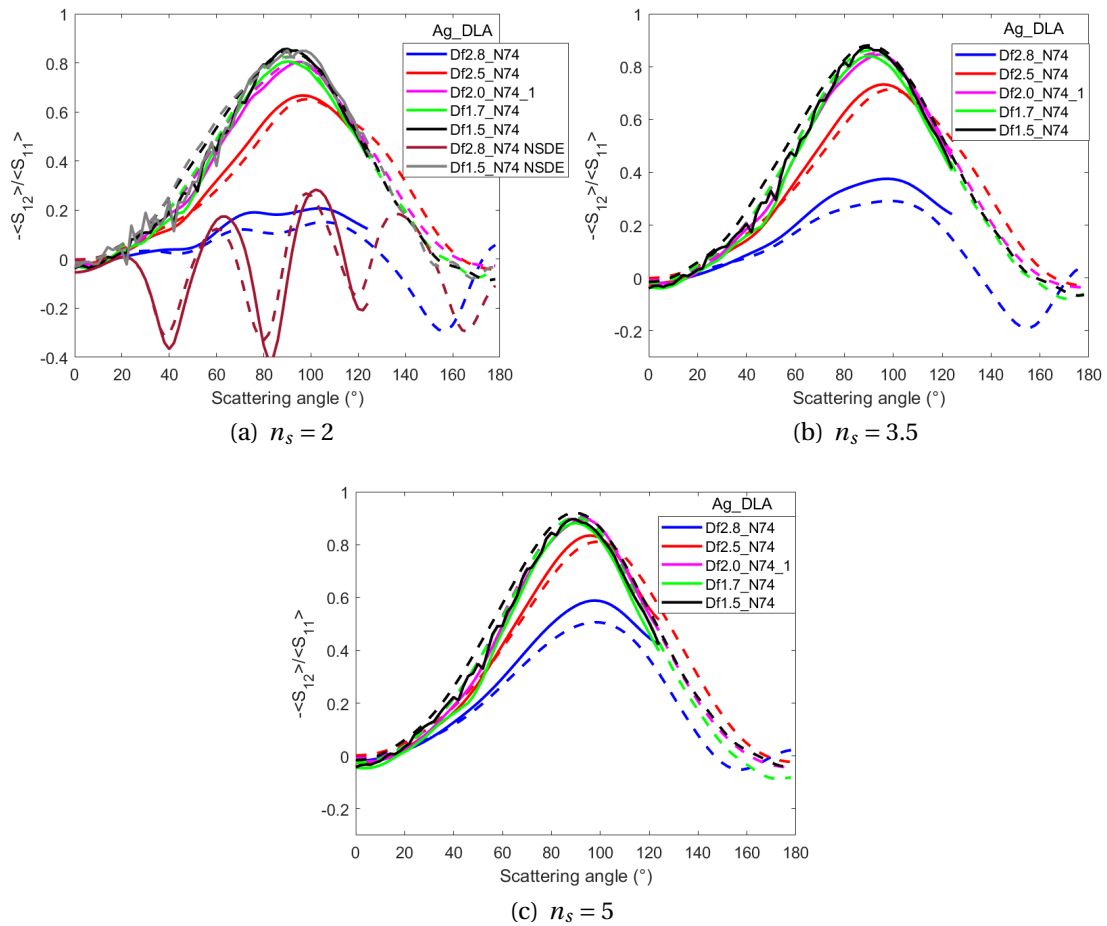 Ag_DLA
Df2.8_N74
Df2.5_N74
Df2.0_N74_1
Df1.7_N74
Df1.5_N74
Df2.8_N74 NSDE
Df1.5_N74 NSDE
-<S12>/<S11>
1
0.8
0.6
0.4
0.2
0
-0.2
-0.4
0 20 40 60 80 100 120 140 160 180
Scattering angle (°)
(a) ns = 2
Ag_DLA
Df2.8_N74
Df2.5_N74
Df2.0_N74_1
Df1.7_N74
Df1.5_N74
-<S12>/<S11>
1
0.8
0.6
0.4
0.2
0
-0.2
0 20 40 60 80 100 120 140 160 180
Scattering angle (°)
(b) ns = 3.5
Ag_DLA
Df2.8_N74
Df2.5_N74
Df2.0_N74_1
Df1.7_N74
Df1.5_N74
-<S12>/<S11>
1
0.8
0.6
0.4
0.2
0
-0.2
0 20 40 60 80 100 120 140 160 180
Scattering angle (°)
(c) ns = 5